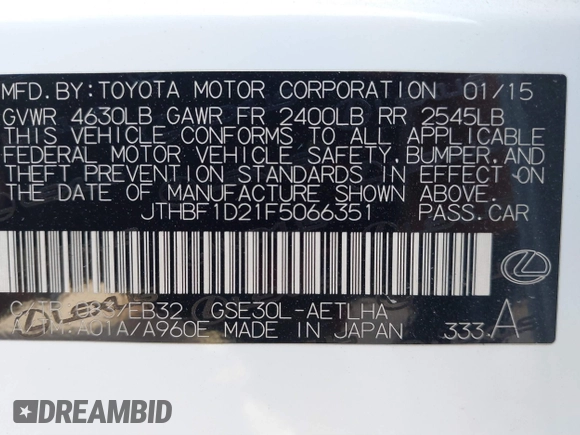 MFD.BY:TOYOTA MOTOR CORPORATION 01/15
GVWR 4630LB GAWR FR 2400LB RR 2545LB
THIS VEHICLE CONFORMS TO ALL APPLICABLE
FEDERAL MOTOR VEHICLE SAFETY,BUMPER,AND
THEFT PREVENTION STANDARDS IN EFFECT ON
THE DATE OF MANUFACTURE SHOWN ABOVE.
JTHBF1D21F5066351 PASS.CAR
C/TR: /EB32 GSE30L-AETLHA
A/TM:A01A/A960E MADE IN JAPAN 333 A
DREAMBID